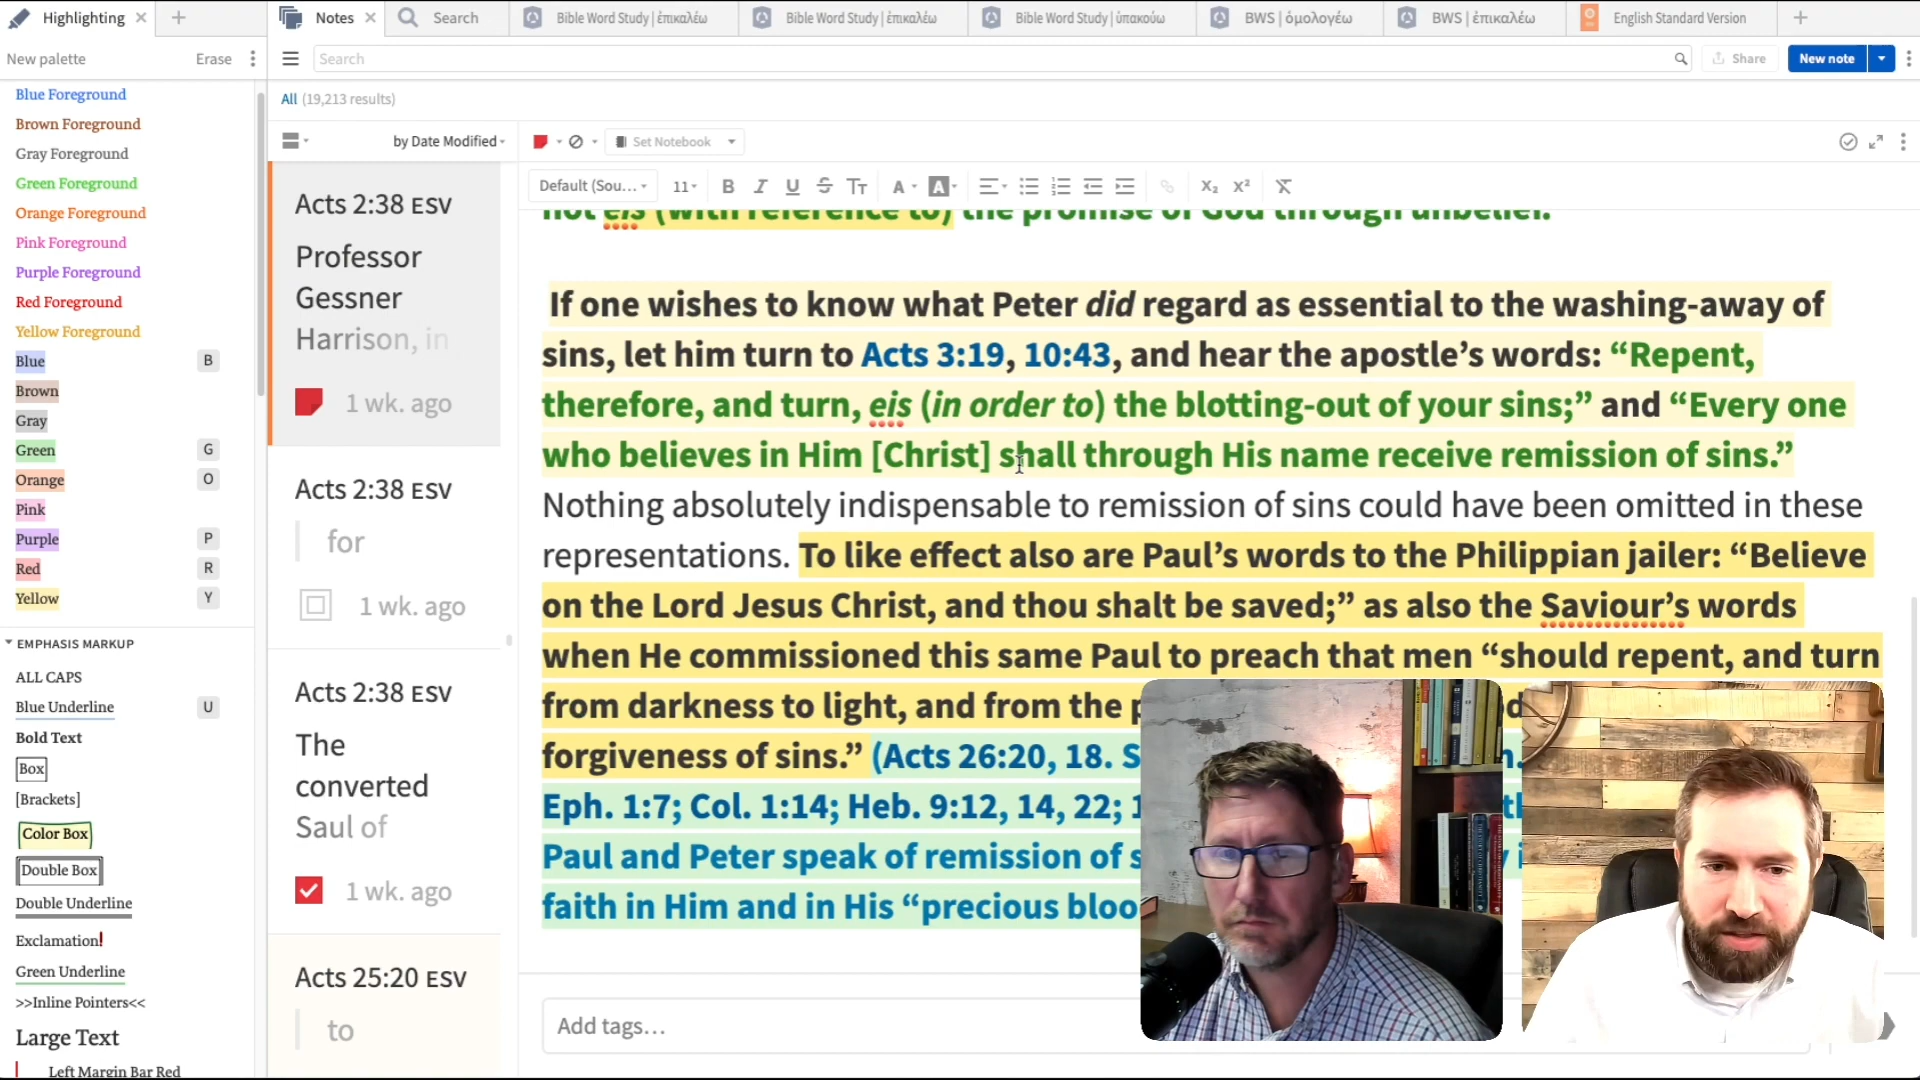 Highlighting
Notes
Search
Bible Word Study | ἐπικαλέω
Bible Word Study | ἐπικαλέω
Bible Word Study | ὑπακούω
BWS | ὁμολογέω
BWS | ἐπικαλέω
English Standard Version
New palette
Erase
Search
Share
New note
Blue Foreground
Brown Foreground
Gray Foreground
Green Foreground
Orange Foreground
Pink Foreground
Purple Foreground
Red Foreground
Yellow Foreground
Blue B
Brown
Gray
Green G
Orange O
Pink
Purple P
Red R
Yellow Y
EMPHASIS MARKUP
ALL CAPS
Blue Underline U
Bold Text
Box
[Brackets]
Color Box
Double Box
Double Underline
Exclamation!
Green Underline
>>Inline Pointers<<
Large Text
Left Margin Bar Red
All (19,213 results)
by Date Modified
Acts 2:38 ESV
Professor
Gessner
Harrison, in
1 wk. ago
Acts 2:38 ESV
for
1 wk. ago
Acts 2:38 ESV
The
converted
Saul of
1 wk. ago
Acts 25:20 ESV
to
Set Notebook
Default (Sou... 11 B I U S TT A A X₂ X²
not eis (with reference to) the promise of God through unbelief.
If one wishes to know what Peter did regard as essential to the washing-away of
sins, let him turn to Acts 3:19, 10:43, and hear the apostle’s words: “Repent,
therefore, and turn, eis (in order to) the blotting-out of your sins;” and “Every one
who believes in Him [Christ] shall through His name receive remission of sins.”
Nothing absolutely indispensable to remission of sins could have been omitted in these
representations. To like effect also are Paul’s words to the Philippian jailer: “Believe
on the Lord Jesus Christ, and thou shalt be saved;” as also the Saviour’s words
when He commissioned this same Paul to preach that men “should repent, and turn
from darkness to light, and from the
forgiveness of sins.” (Acts 26:20, 18.
Eph. 1:7; Col. 1:14; Heb. 9:12, 14, 22;
Paul and Peter speak of remission of
faith in Him and in His “precious
Add tags...